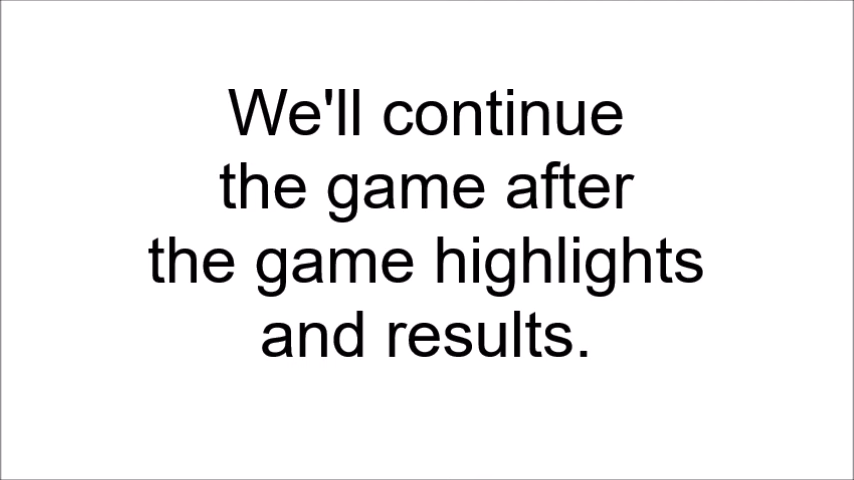 We'll continue
the game after
the game highlights
and results.